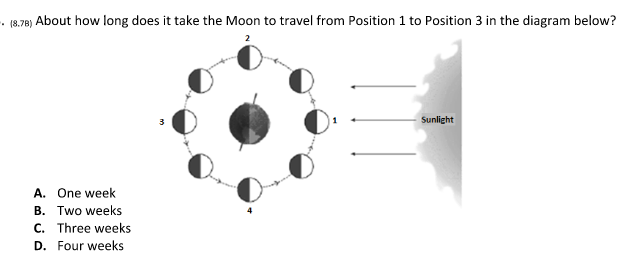 . (8.7B) About how long does it take the Moon to travel from Position 1 to Position 3 in the diagram below?
2
3
1
Sunlight
4
A. One week
B. Two weeks
C. Three weeks
D. Four weeks